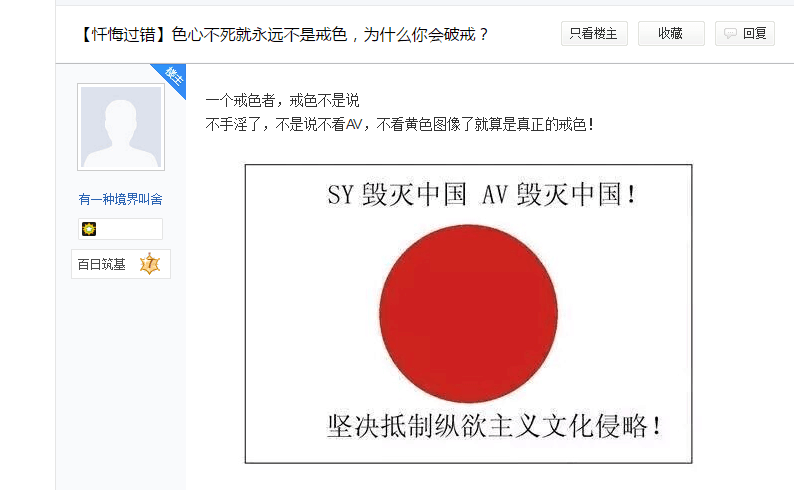 【忏悔过错】色心不死就永远不是戒色，为什么你会破戒？
只看楼主
收藏
回复
楼主
一个戒色者，戒色不是说
不手淫了，不是说不看AV，不看黄色图像了就算是真正的戒色！
有一种境界叫舍
百日筑基 7
SY 毁灭中国 AV 毁灭中国！
坚决抵制纵欲主义文化侵略！